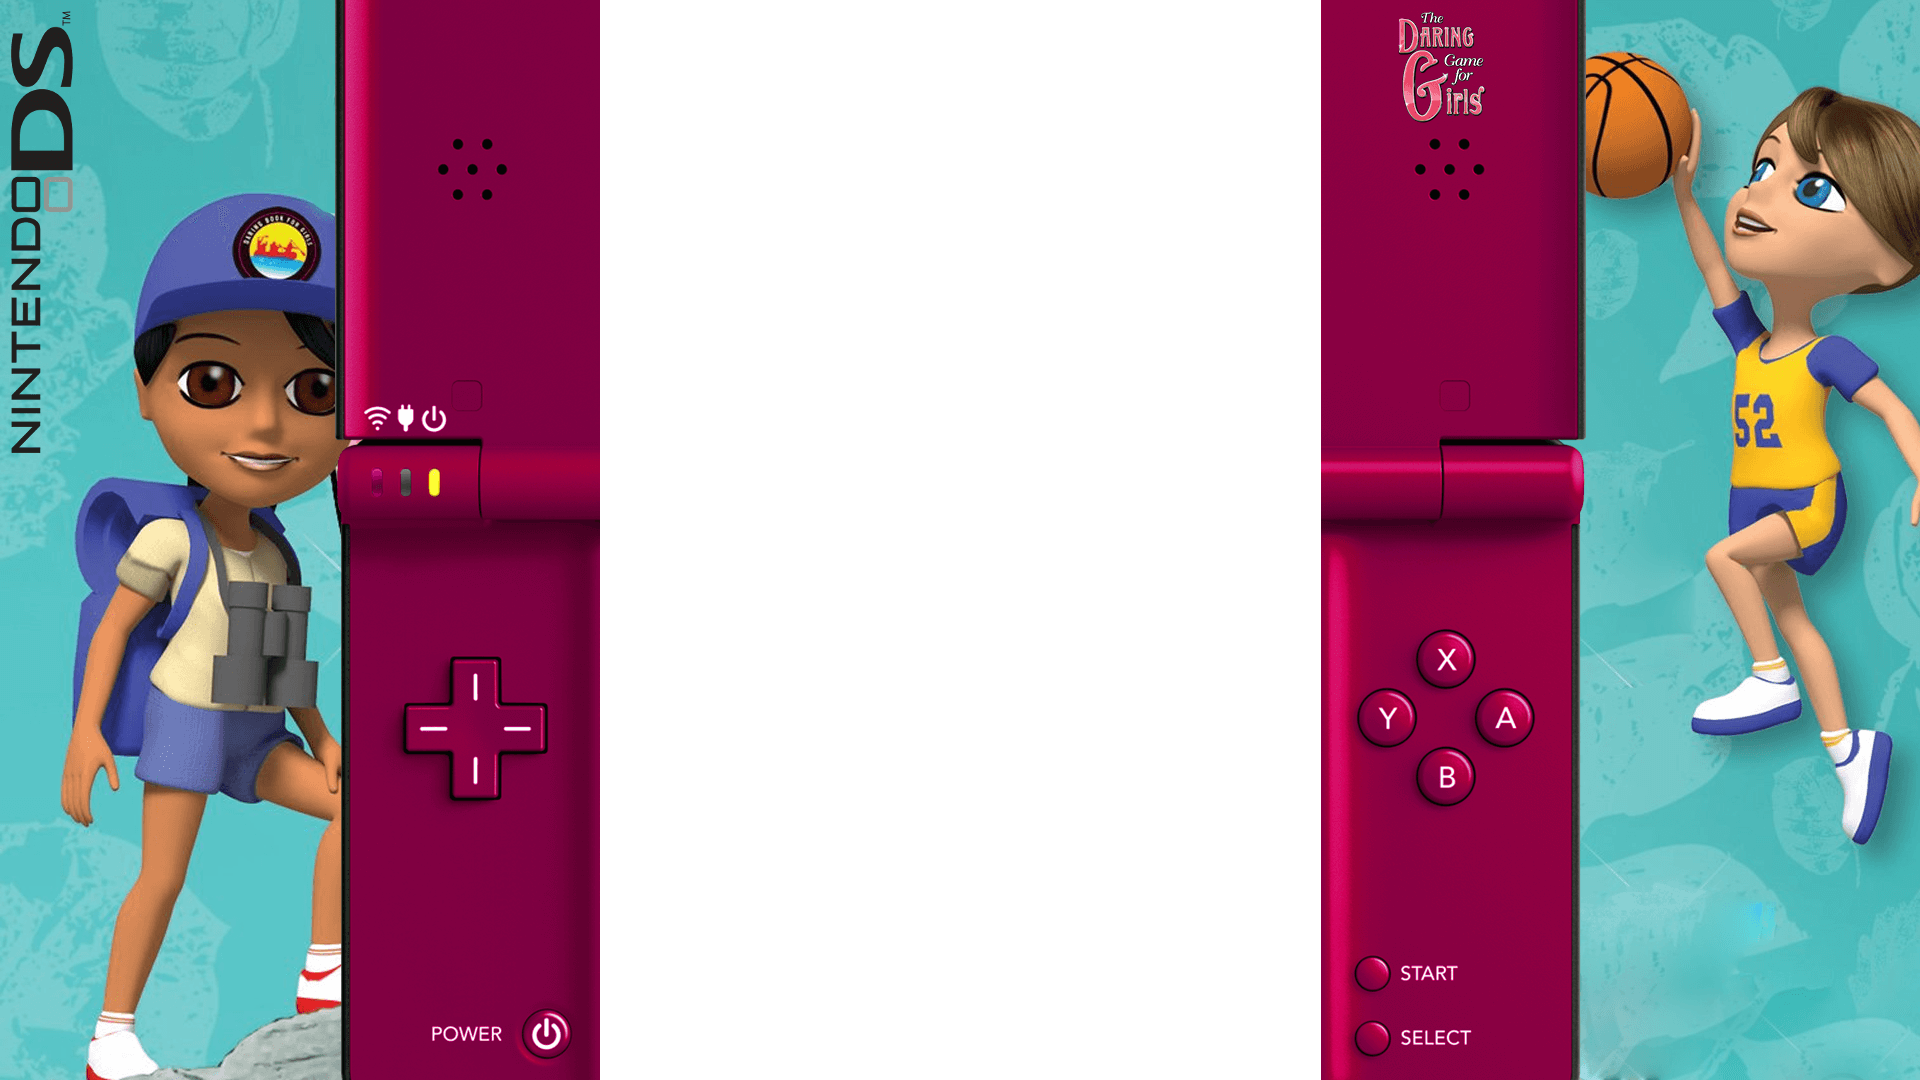 NINTENDO DS™
DARING BOOK FOR GIRLS
The
DARING
Game
for
Girls
52
X
Y
A
B
START
SELECT
POWER